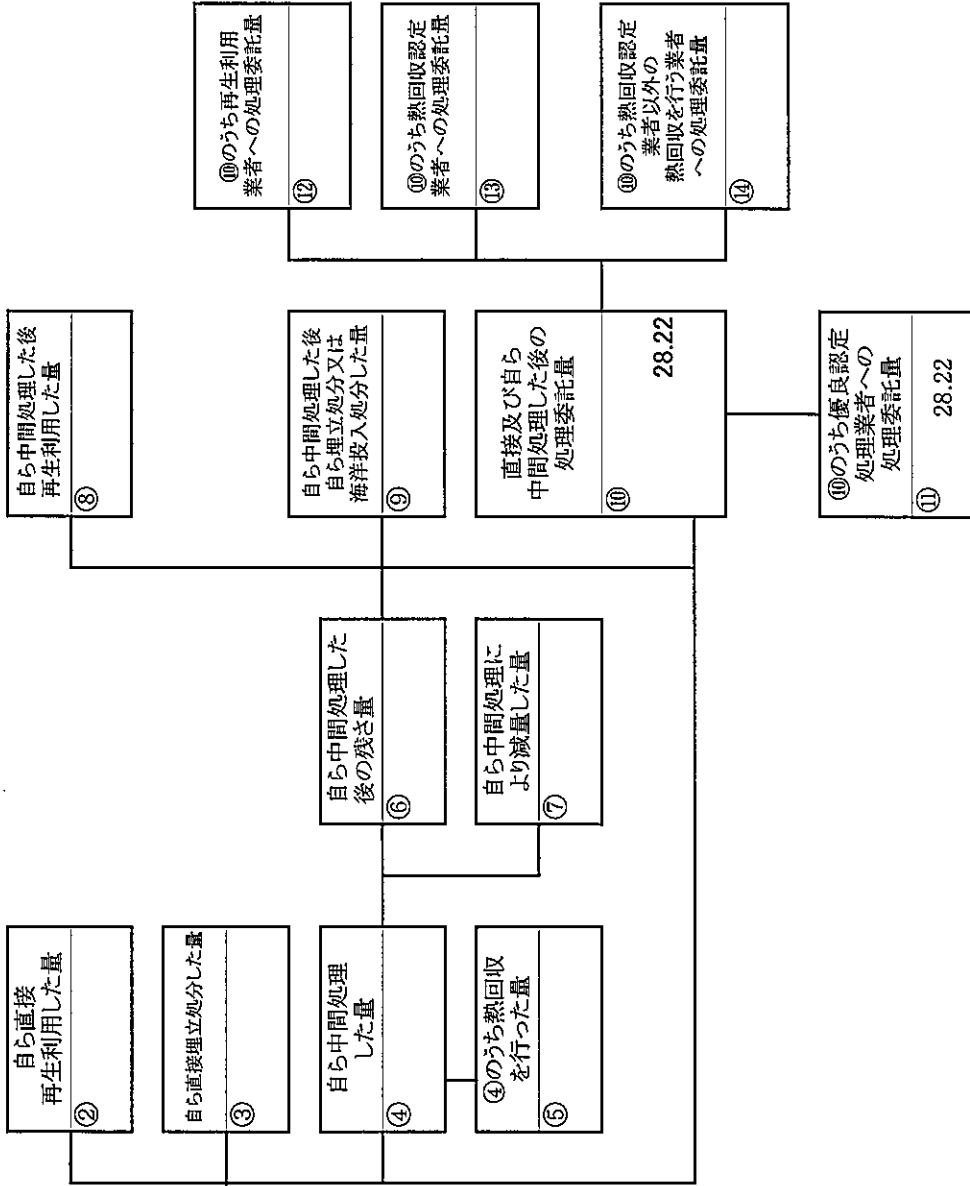 自ら直接
再生利用した量
②
自ら直接埋立処分した量
③
自ら中間処理
した量
④
④のうち熱回収
を行った量
⑤
自ら中間処理した
後の残さ量
⑥
自ら中間処理に
より減量した量
⑦
自ら中間処理した後
再生利用した量
⑧
自ら中間処理した後
自ら埋立処分又は
海洋投入処分した量
⑨
直接及び自ら
中間処理した後の
処理委託量
⑩
28.22
⑩のうち優良認定
処理業者への
処理委託量
⑪
28.22
⑩のうち再生利用
業者への処理委託量
⑫
⑩のうち熱回収認定
業者への処理委託量
⑬
⑩のうち熱回収認定
業者以外の
熱回収を行う業者
への処理委託量
⑭